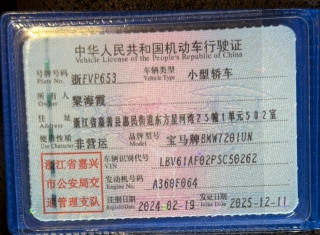 中华人民共和国机动车行驶证
Vehicle License of the People's Republic of China
号牌号码 浙FVP653 车辆类型 小型轿车
Plate No. Vehicle Type
所有人 梁海霞
Owner
住址 浙江省嘉善县惠民街道东方星河湾25幢1单元502室
Address
使用性质 非营运 品牌型号 宝马牌BMW7201UN
Use Character Model
浙江省嘉兴市公安局交通管理支队
车辆识别代号 LBV61AF02PSC50262
VIN
发动机号码 A360F064
Engine No.
注册日期 2024-02-19 发证日期 2025-12-11
Register Date Issue Date